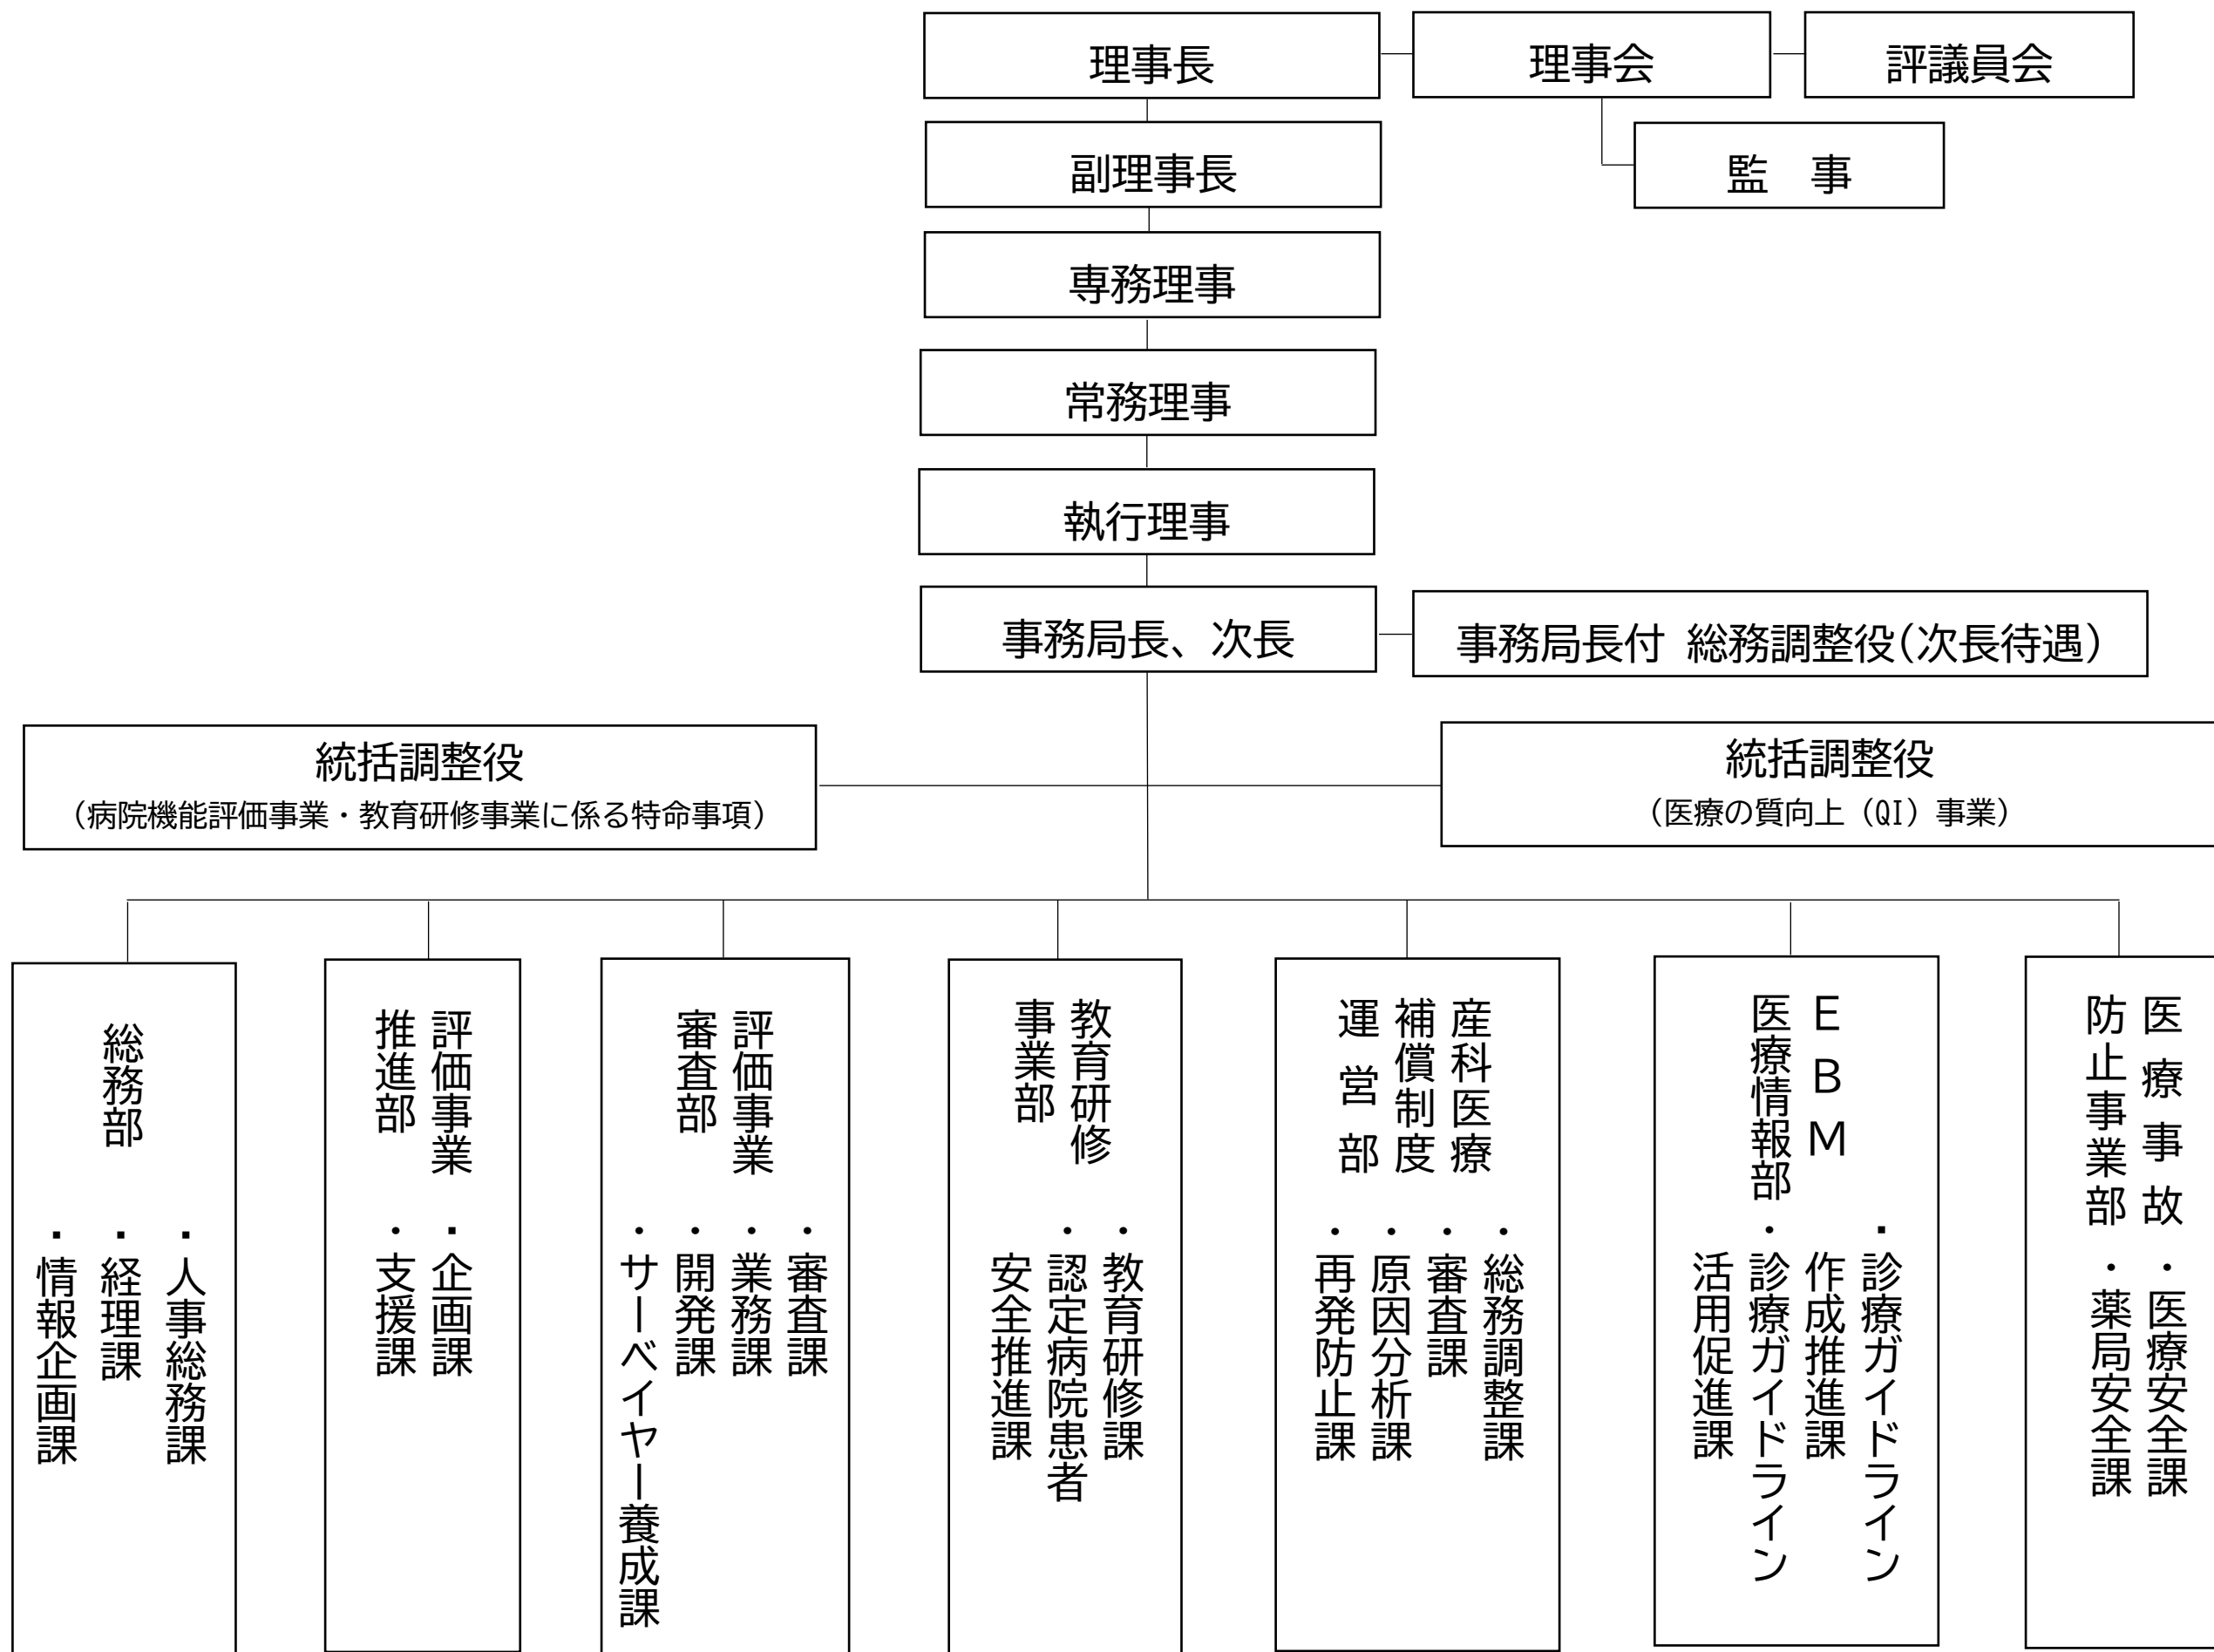 理事長
理事会
評議員会
副理事長
監　事
専務理事
常務理事
執行理事
事務局長、次長
事務局長付 総務調整役(次長待遇)
統括調整役
（病院機能評価事業・教育研修事業に係る特命事項）
統括調整役
（医療の質向上（QI）事業）
総務部
・人事総務課
・経理課
・情報企画課
評価事業
推進部
・企画課
・支援課
評価事業
審査部
・審査課
・業務課
・開発課
・サーベイヤー養成課
教育研修
事業部
・教育研修課
・認定病院患者
安全推進課
産科医療
補償制度
運営部
・総務調整課
・審査課
・原因分析課
・再発防止課
ＥＢＭ
医療情報部
・診療ガイドライン
作成推進課
・診療ガイドライン
活用促進課
医療事故
防止事業部
・医療安全課
・薬局安全課